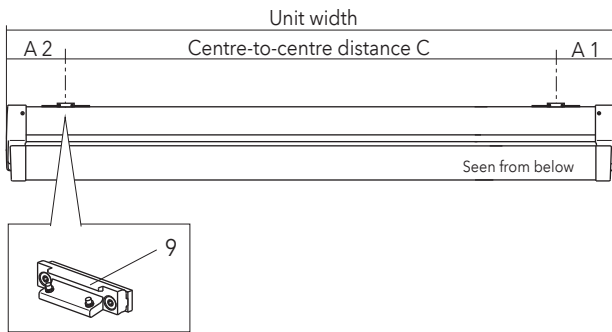 Unit width
A 2 Centre-to-centre distance C A 1
Seen from below
9